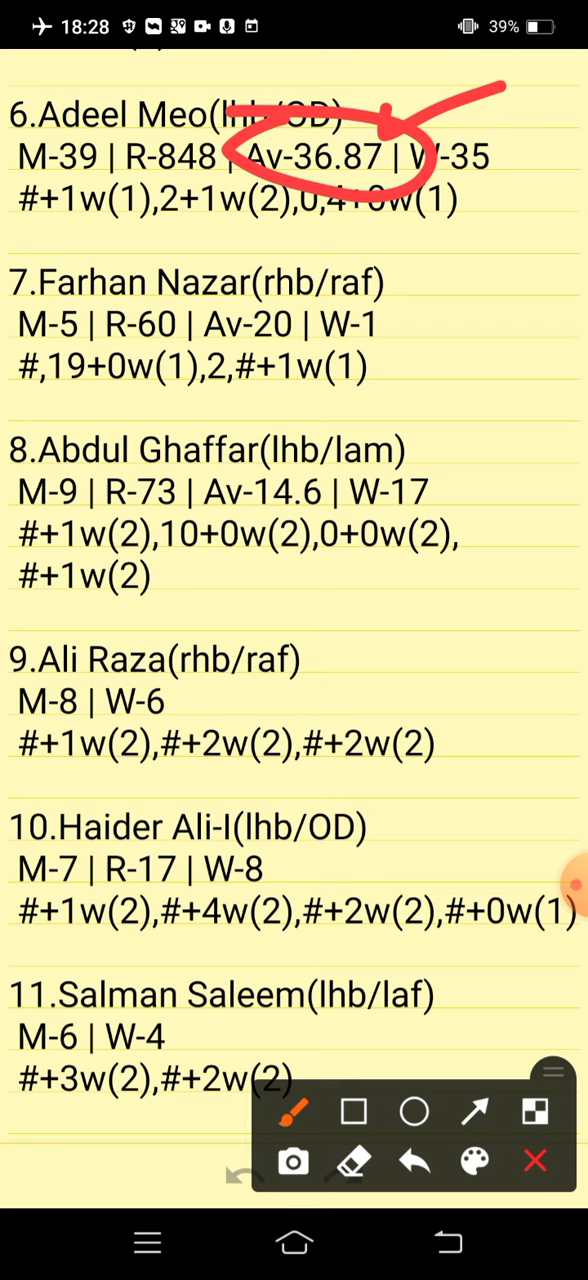 18:28
39%
6.Adeel Meo(lhb/OD)
M-39 | R-848 | Av-36.87 | W-35
#+1w(1),2+1w(2),0,4+0w(1)
7.Farhan Nazar(rhb/raf)
M-5 | R-60 | Av-20 | W-1
#,19+0w(1),2,#+1w(1)
8.Abdul Ghaffar(lhb/lam)
M-9 | R-73 | Av-14.6 | W-17
#+1w(2),10+0w(2),0+0w(2),
#+1w(2)
9.Ali Raza(rhb/raf)
M-8 | W-6
#+1w(2),#+2w(2),#+2w(2)
10.Haider Ali-I(lhb/OD)
M-7 | R-17 | W-8
#+1w(2),#+4w(2),#+2w(2),#+0w(1)
11.Salman Saleem(lhb/laf)
M-6 | W-4
#+3w(2),#+2w(2)